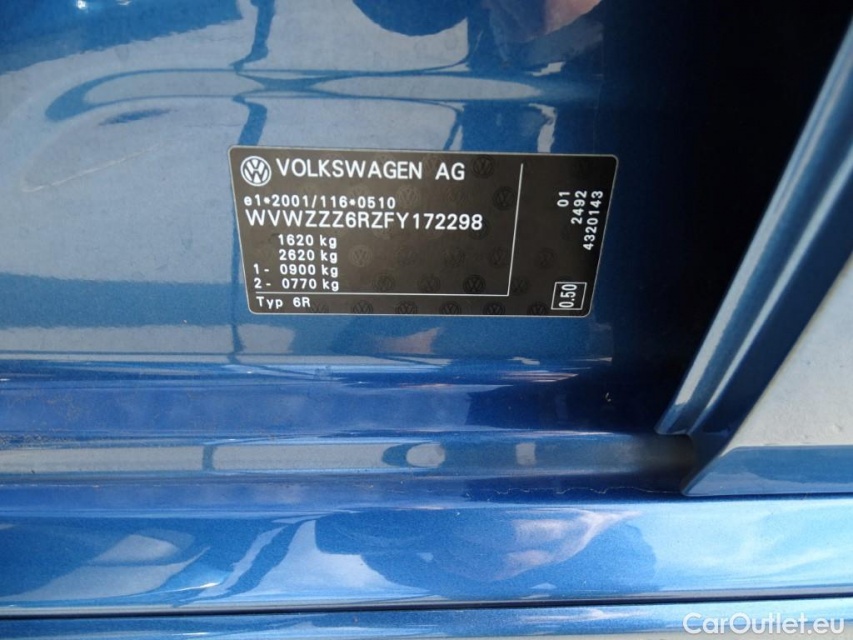 VOLKSWAGEN AG
e1*2001/116*0510
WVWZZZ6RZFY172298
1620 kg
2620 kg
1- 0900 kg
2- 0770 kg
Typ 6R
01
2492
4320143
0.50
CarOutlet.eu